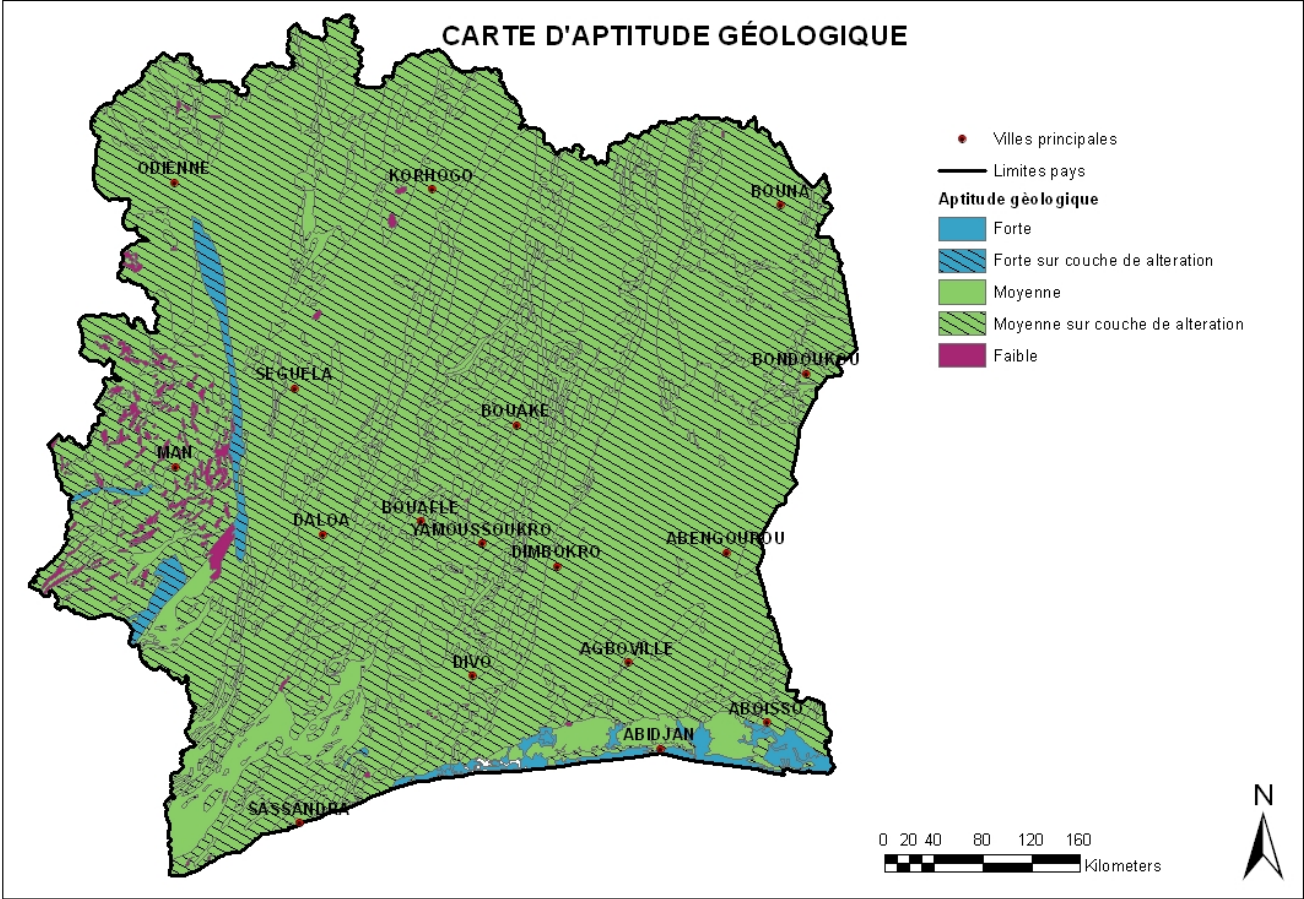 CARTE D'APTITUDE GÉOLOGIQUE
Villes principales
Limites pays
Aptitude gèologique
Forte
Forte sur couche de alteration
Moyenne
Moyenne sur couche de alteration
Faible
ODIENNE
KORHOGO
BOUNA
BONDOUKOU
SEGUELA
BOUAKE
MAN
DALOA
BOUAFLE
YAMOUSSOUKRO
DIMBOKRO
ABENGOUROU
DIVO
AGBOVILLE
ABOISSO
ABIDJAN
SASSANDRA
N
0 20 40 80 120 160
Kilometers